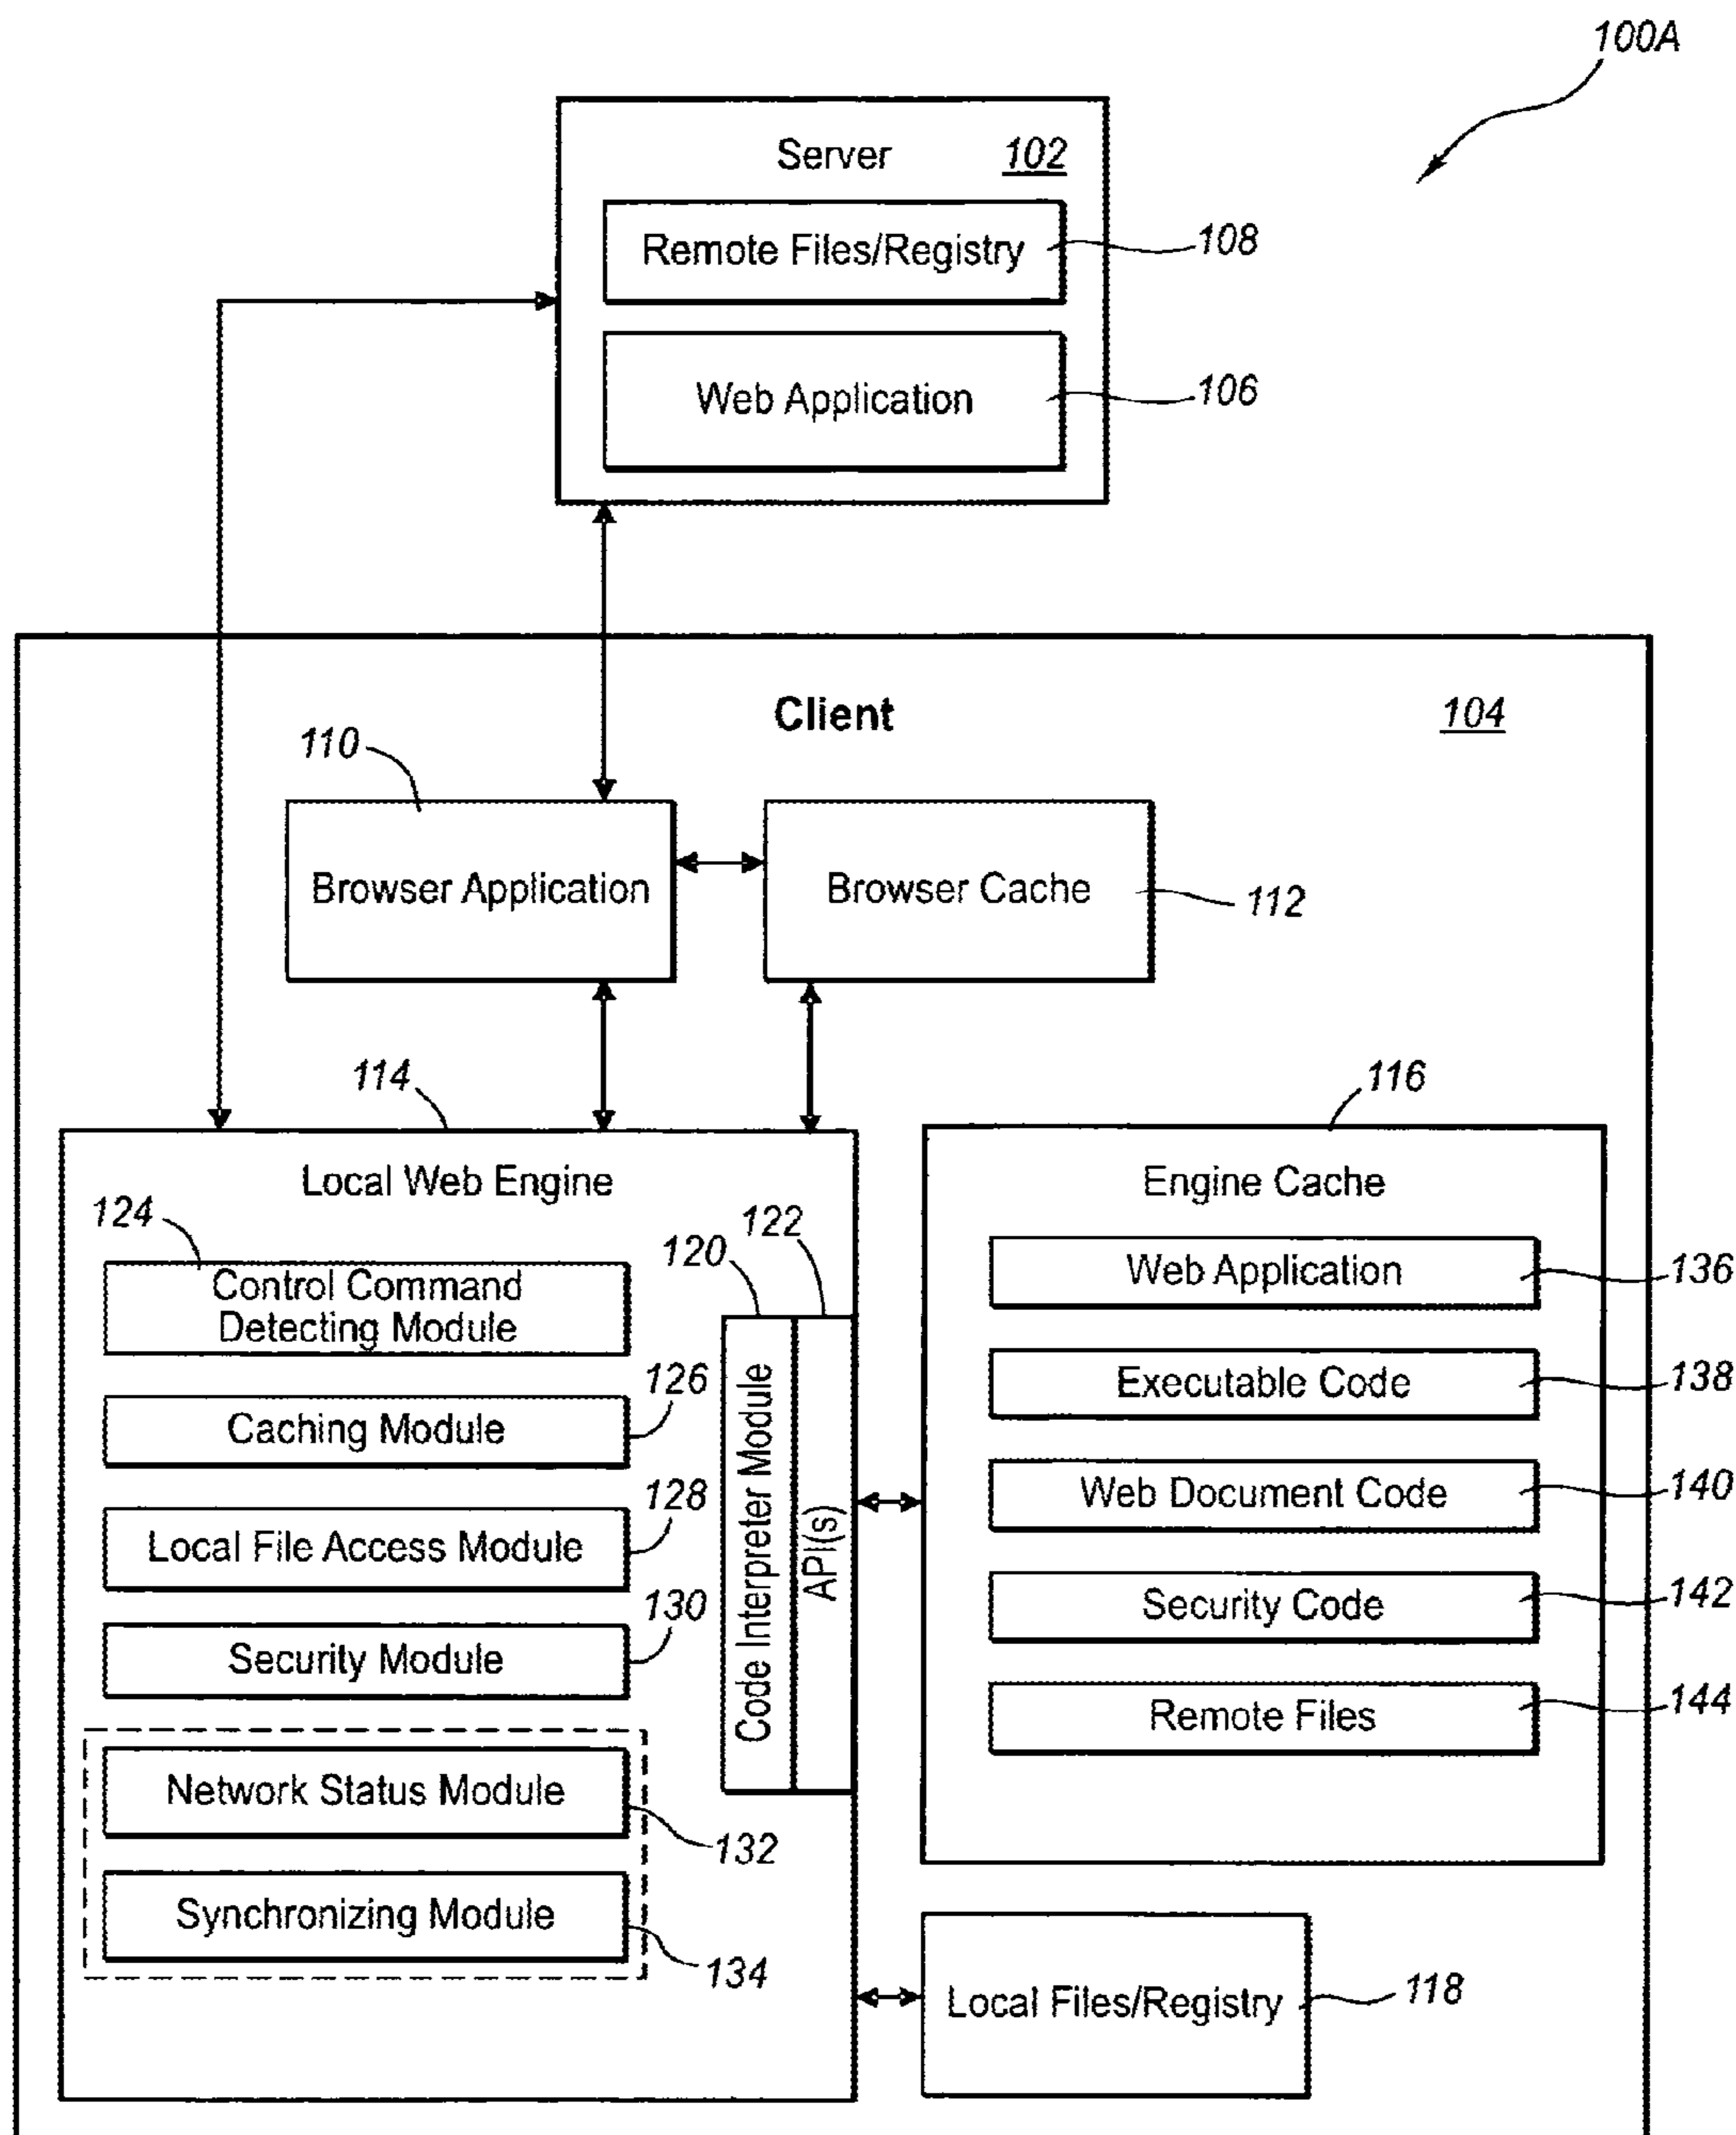 100A
Server 102
Remote Files/Registry 108
Web Application 106
Client 104
110
Browser Application
Browser Cache 112
114
Local Web Engine
124
Control Command
Detecting Module
126
Caching Module
128
Local File Access Module
130
Security Module
Network Status Module
132
Synchronizing Module
134
120
122
Code Interpreter Module
API(s)
116
Engine Cache
Web Application 136
Executable Code 138
Web Document Code 140
Security Code 142
Remote Files 144
Local Files/Registry 118